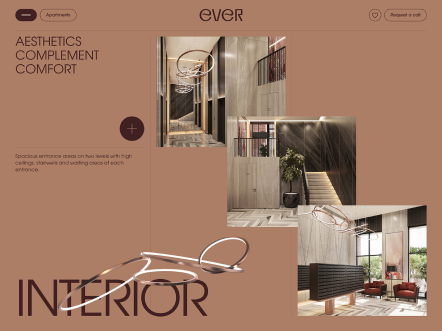 Apartments
ever
Request a call
AESTHETICS
COMPLEMENT
COMFORT
Spacious entrance areas on two levels with high
ceilings, stairwells and waiting areas at each
entrance.
INTERIOR